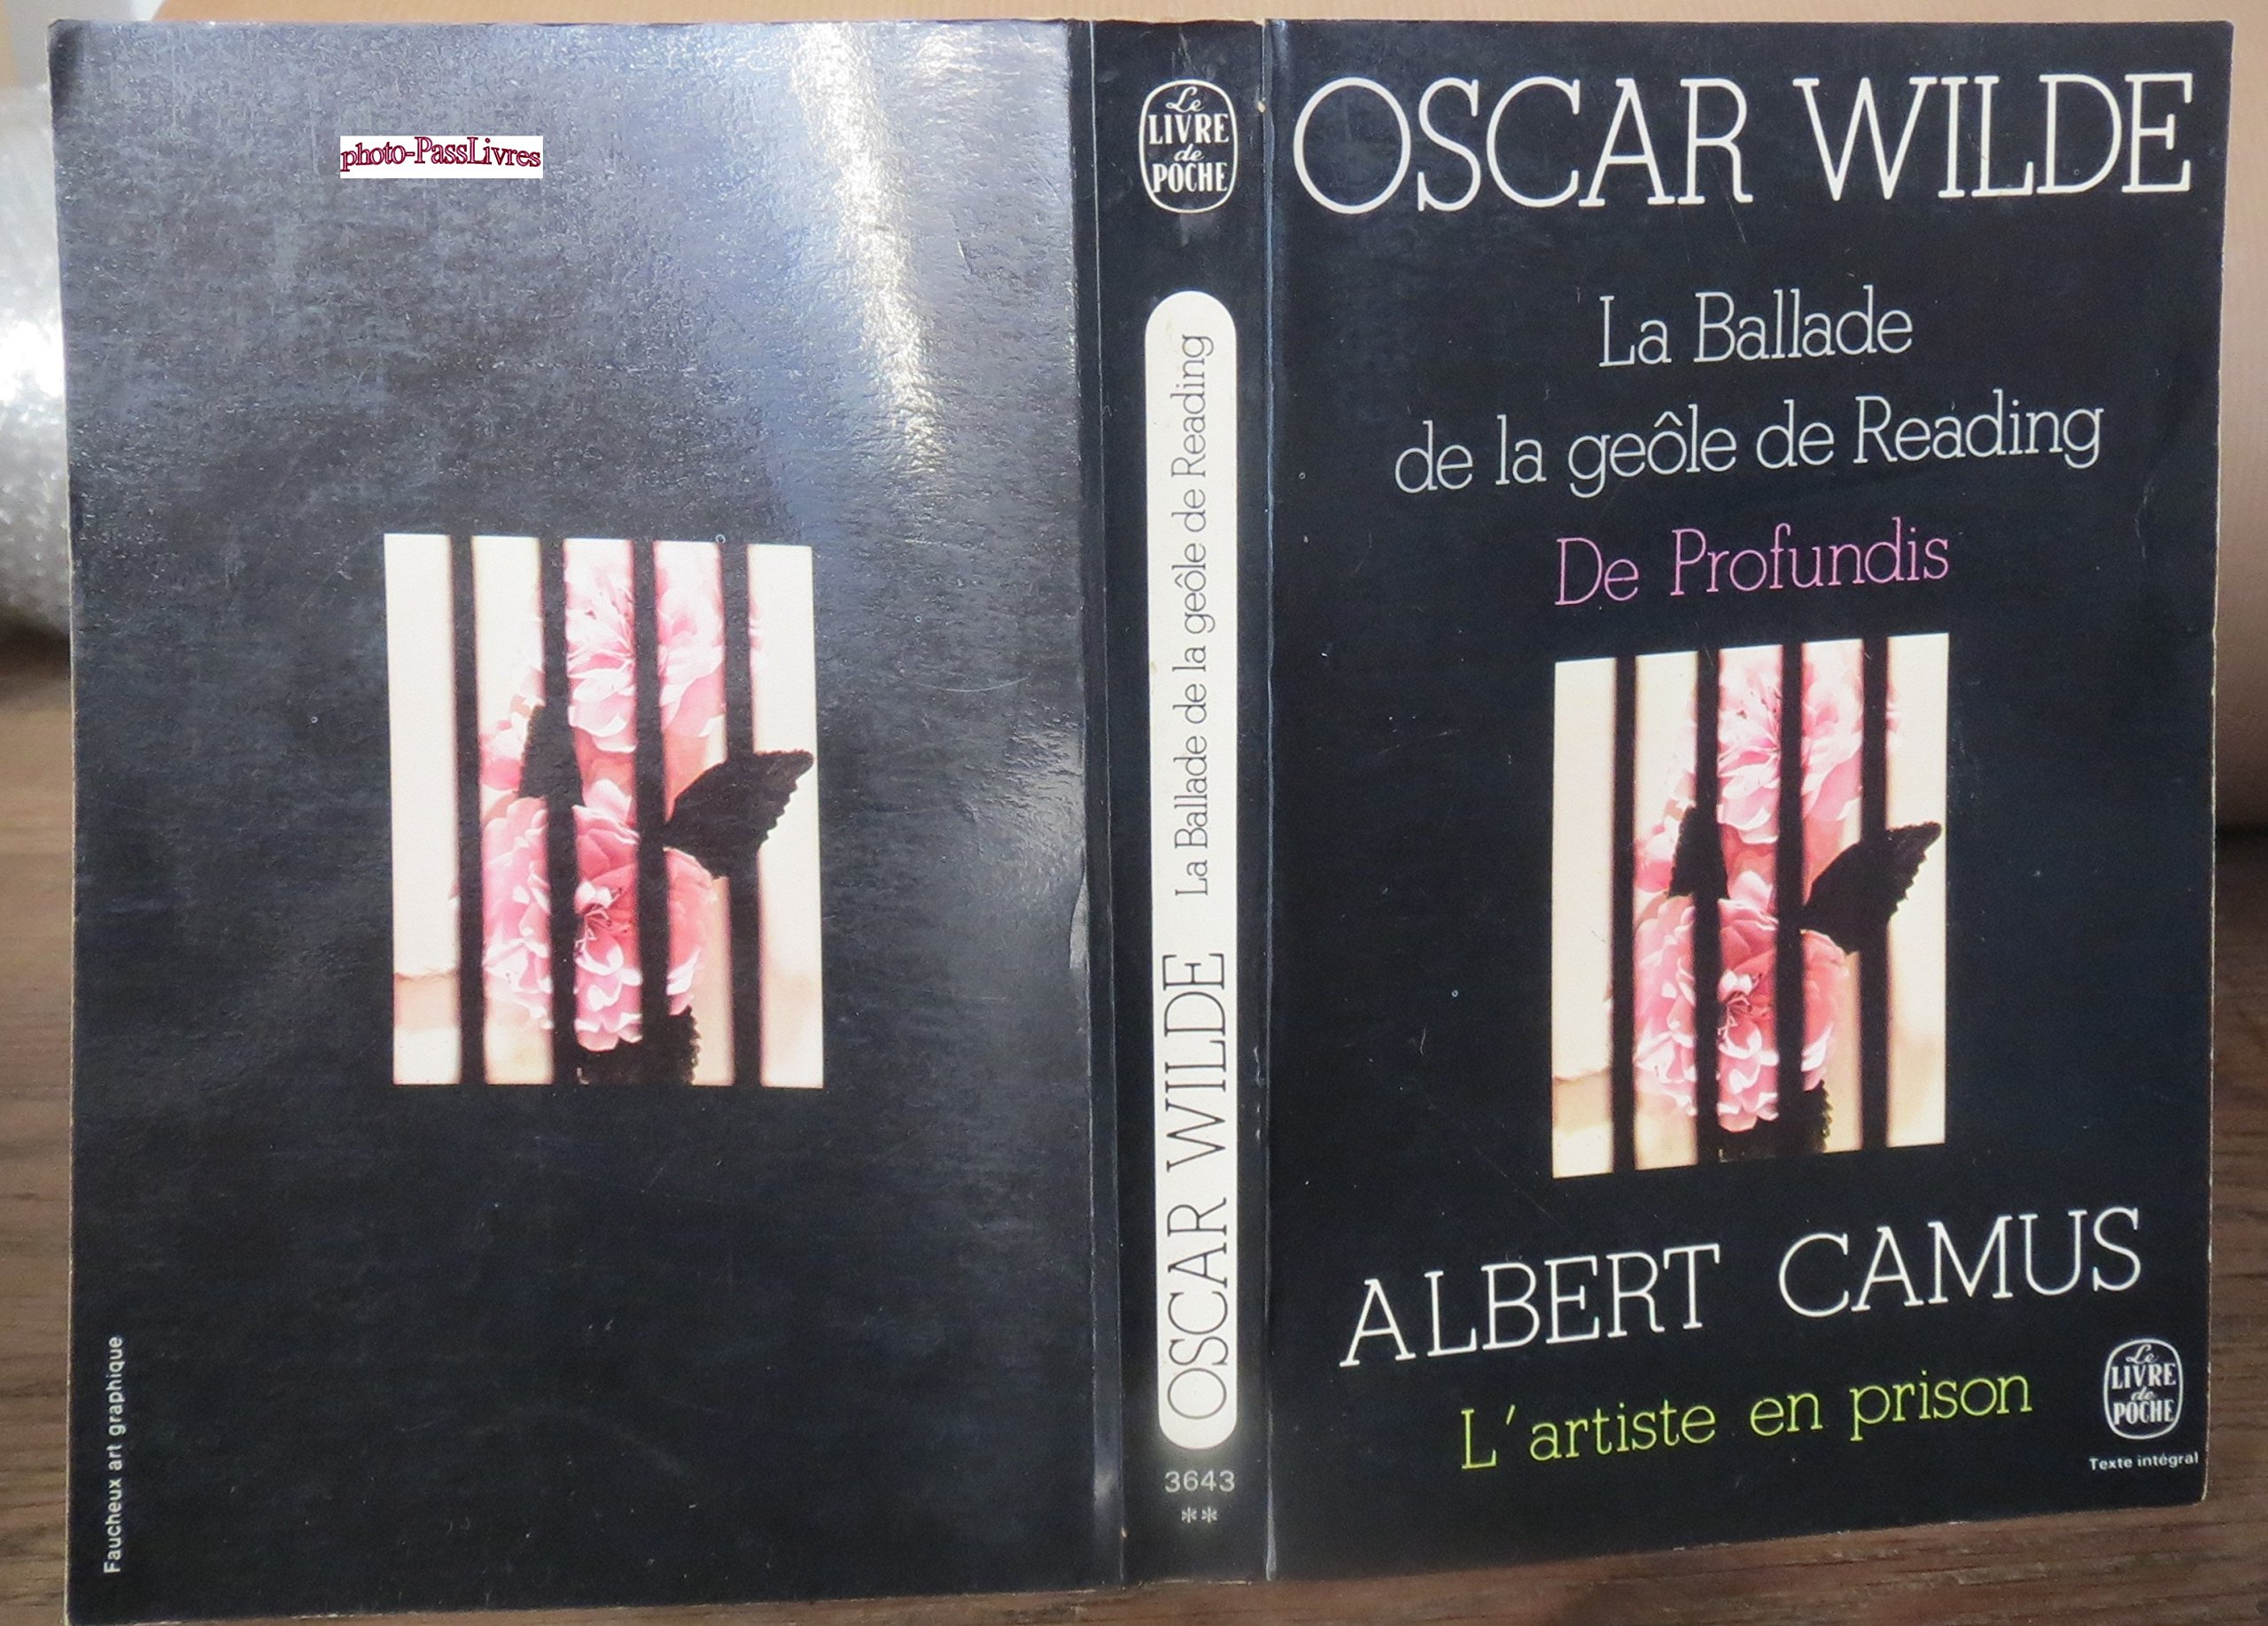 photo-PassLivres
Faucheux art graphique
Le
LIVRE
de
POCHE
OSCAR WILDE La Ballade de la geôle de Reading
3643
**
OSCAR WILDE
La Ballade
de la geôle de Reading
De Profundis
ALBERT CAMUS
L'artiste en prison
Le
LIVRE
de
POCHE
Texte intégral